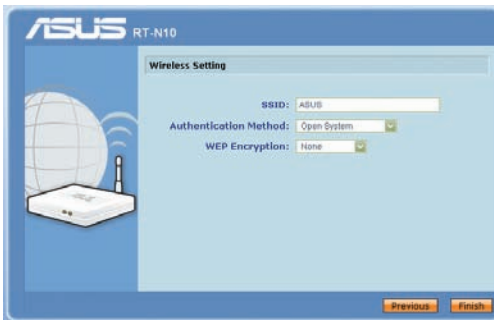 ASUS RT-N10
Wireless Setting
SSID: ASUS
Authentication Method: Open System
WEP Encryption: None
Previous Finish